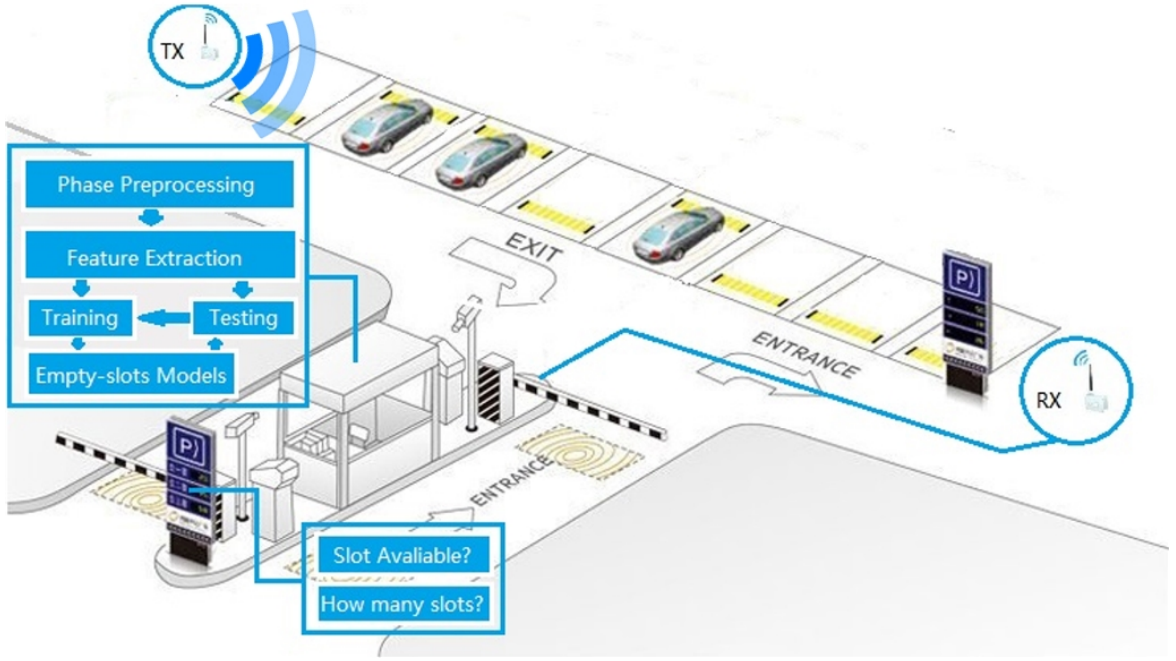 TX
Phase Preprocessing
Feature Extraction
Training
Testing
Empty-slots Models
EXIT
P)
ENTRANCE
RX
P)
ENTRANCE
Slot Avaliable?
How many slots?